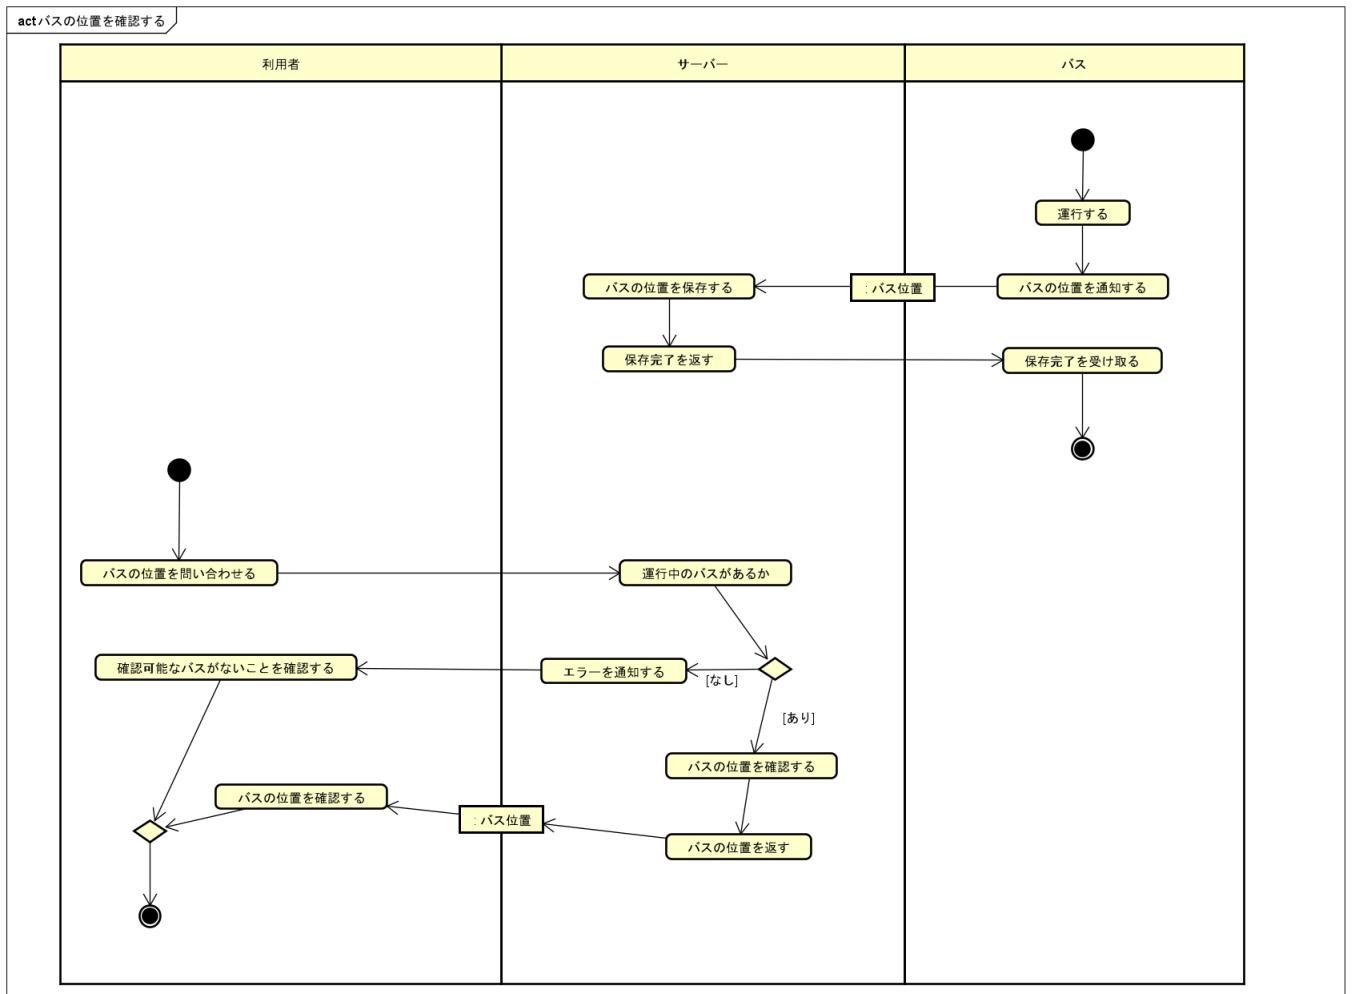 act バスの位置を確認する
利用者
サーバー
バス
運行する
バスの位置を保存する
: バス位置
バスの位置を通知する
保存完了を返す
保存完了を受け取る
バスの位置を問い合わせる
運行中のバスがあるか
確認可能なバスがないことを確認する
エラーを通知する
[なし]
[あり]
バスの位置を確認する
バスの位置を確認する
: バス位置
バスの位置を返す